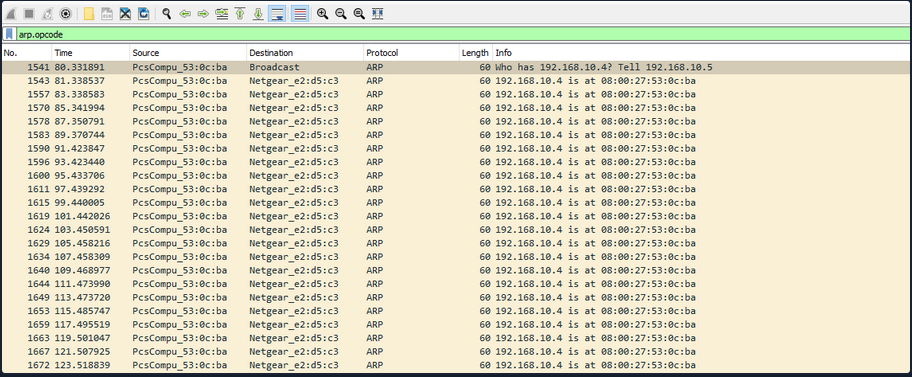 arp.opcode
No. Time Source Destination Protocol Length Info
1541 80.331891 PcsCompu_53:0c:ba Broadcast ARP 60 Who has 192.168.10.4? Tell 192.168.10.5
1543 81.338537 PcsCompu_53:0c:ba Netgear_e2:d5:c3 ARP 60 192.168.10.4 is at 08:00:27:53:0c:ba
1557 83.338583 PcsCompu_53:0c:ba Netgear_e2:d5:c3 ARP 60 192.168.10.4 is at 08:00:27:53:0c:ba
1570 85.341994 PcsCompu_53:0c:ba Netgear_e2:d5:c3 ARP 60 192.168.10.4 is at 08:00:27:53:0c:ba
1578 87.350791 PcsCompu_53:0c:ba Netgear_e2:d5:c3 ARP 60 192.168.10.4 is at 08:00:27:53:0c:ba
1583 89.370744 PcsCompu_53:0c:ba Netgear_e2:d5:c3 ARP 60 192.168.10.4 is at 08:00:27:53:0c:ba
1590 91.423847 PcsCompu_53:0c:ba Netgear_e2:d5:c3 ARP 60 192.168.10.4 is at 08:00:27:53:0c:ba
1596 93.423440 PcsCompu_53:0c:ba Netgear_e2:d5:c3 ARP 60 192.168.10.4 is at 08:00:27:53:0c:ba
1600 95.433706 PcsCompu_53:0c:ba Netgear_e2:d5:c3 ARP 60 192.168.10.4 is at 08:00:27:53:0c:ba
1611 97.439292 PcsCompu_53:0c:ba Netgear_e2:d5:c3 ARP 60 192.168.10.4 is at 08:00:27:53:0c:ba
1615 99.440005 PcsCompu_53:0c:ba Netgear_e2:d5:c3 ARP 60 192.168.10.4 is at 08:00:27:53:0c:ba
1619 101.442026 PcsCompu_53:0c:ba Netgear_e2:d5:c3 ARP 60 192.168.10.4 is at 08:00:27:53:0c:ba
1624 103.450591 PcsCompu_53:0c:ba Netgear_e2:d5:c3 ARP 60 192.168.10.4 is at 08:00:27:53:0c:ba
1629 105.458216 PcsCompu_53:0c:ba Netgear_e2:d5:c3 ARP 60 192.168.10.4 is at 08:00:27:53:0c:ba
1634 107.458309 PcsCompu_53:0c:ba Netgear_e2:d5:c3 ARP 60 192.168.10.4 is at 08:00:27:53:0c:ba
1640 109.468977 PcsCompu_53:0c:ba Netgear_e2:d5:c3 ARP 60 192.168.10.4 is at 08:00:27:53:0c:ba
1644 111.473990 PcsCompu_53:0c:ba Netgear_e2:d5:c3 ARP 60 192.168.10.4 is at 08:00:27:53:0c:ba
1649 113.473720 PcsCompu_53:0c:ba Netgear_e2:d5:c3 ARP 60 192.168.10.4 is at 08:00:27:53:0c:ba
1653 115.485747 PcsCompu_53:0c:ba Netgear_e2:d5:c3 ARP 60 192.168.10.4 is at 08:00:27:53:0c:ba
1659 117.495519 PcsCompu_53:0c:ba Netgear_e2:d5:c3 ARP 60 192.168.10.4 is at 08:00:27:53:0c:ba
1663 119.501047 PcsCompu_53:0c:ba Netgear_e2:d5:c3 ARP 60 192.168.10.4 is at 08:00:27:53:0c:ba
1667 121.507925 PcsCompu_53:0c:ba Netgear_e2:d5:c3 ARP 60 192.168.10.4 is at 08:00:27:53:0c:ba
1672 123.518839 PcsCompu_53:0c:ba Netgear_e2:d5:c3 ARP 60 192.168.10.4 is at 08:00:27:53:0c:ba